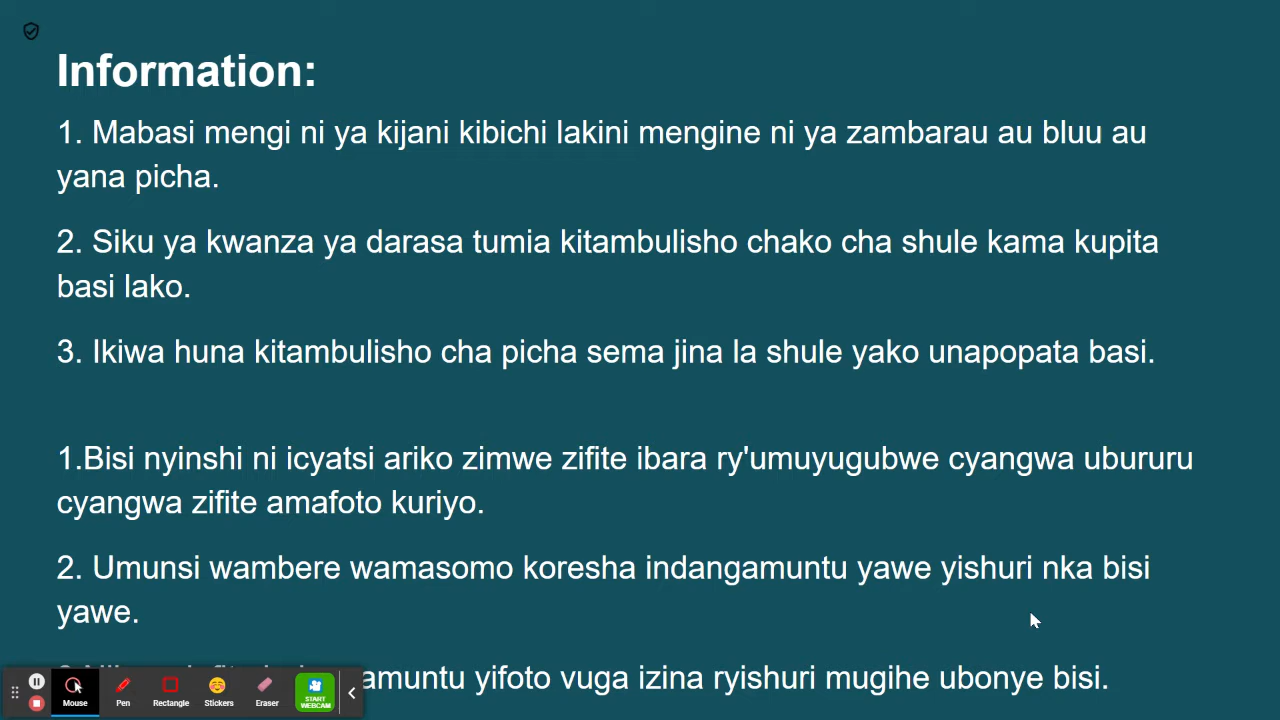 Information:
1. Mabasi mengi ni ya kijani kibichi lakini mengine ni ya zambarau au bluu au
yana picha.
2. Siku ya kwanza ya darasa tumia kitambulisho chako cha shule kama kupita
basi lako.
3. Ikiwa huna kitambulisho cha picha sema jina la shule yako unapopata basi.
1.Bisi nyinshi ni icyatsi ariko zimwe zifite ibara ry'umuyugubwe cyangwa ubururu
cyangwa zifite amafoto kuriyo.
2. Umunsi wambere wamasomo koresha indangamuntu yawe yishuri nka bisi
yawe.
yifoto vuga izina ryishuri mugihe ubonye bisi.
Mouse
Pen
Rectangle
Stickers
Eraser
START
WEBCAM